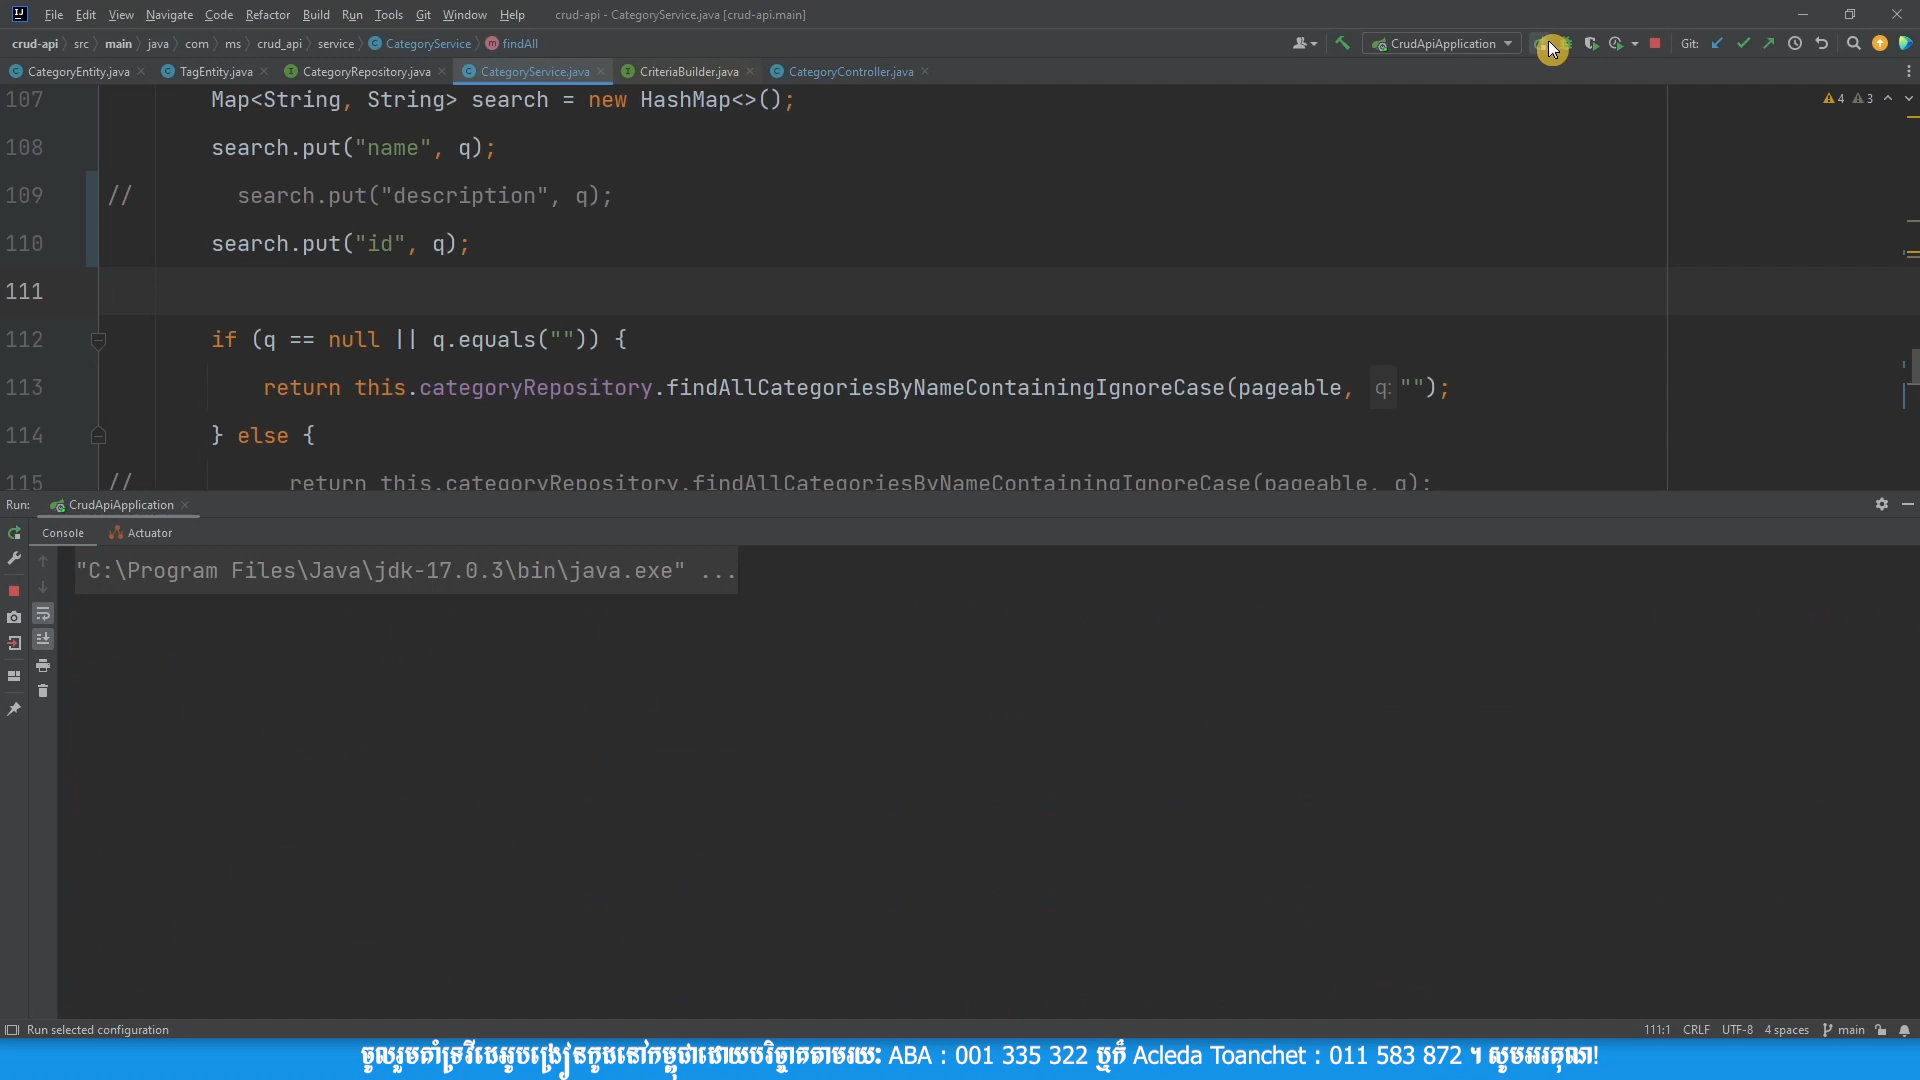 File Edit View Navigate Code Refactor Build Run Tools Git Window Help crud-api - CategoryService.java [crud-api.main]
crud-api src main java com ms crud_api service CategoryService findAll CrudApiApplication Git:
CategoryEntity.java TagEntity.java CategoryRepository.java CategoryService.java CriteriaBuilder.java CategoryController.java
107 Map<String, String> search = new HashMap<>(); 4 3
108 search.put("name", q);
109 // search.put("description", q);
110 search.put("id", q);
111
112 if (q == null || q.equals("")) {
113 return this.categoryRepository.findAllCategoriesByNameContainingIgnoreCase(pageable, q: "");
114 } else {
115 // return this.categoryRepository.findAllCategoriesByNameContainingIgnoreCase(pageable, q);
Run: CrudApiApplication
Console Actuator
"C:\Program Files\Java\jdk-17.0.3\bin\java.exe" ...
Run selected configuration 111:1 CRLF UTF-8 4 spaces main
ចូលរួមគាំទ្រវីដេអូបង្រៀនកូដនៅកម្ពុជាដោយបរិច្ចាគតាមរយៈ ABA : 001 335 322 ឬក៏ Acleda Toanchet : 011 583 872 ។ សូមអរគុណ!